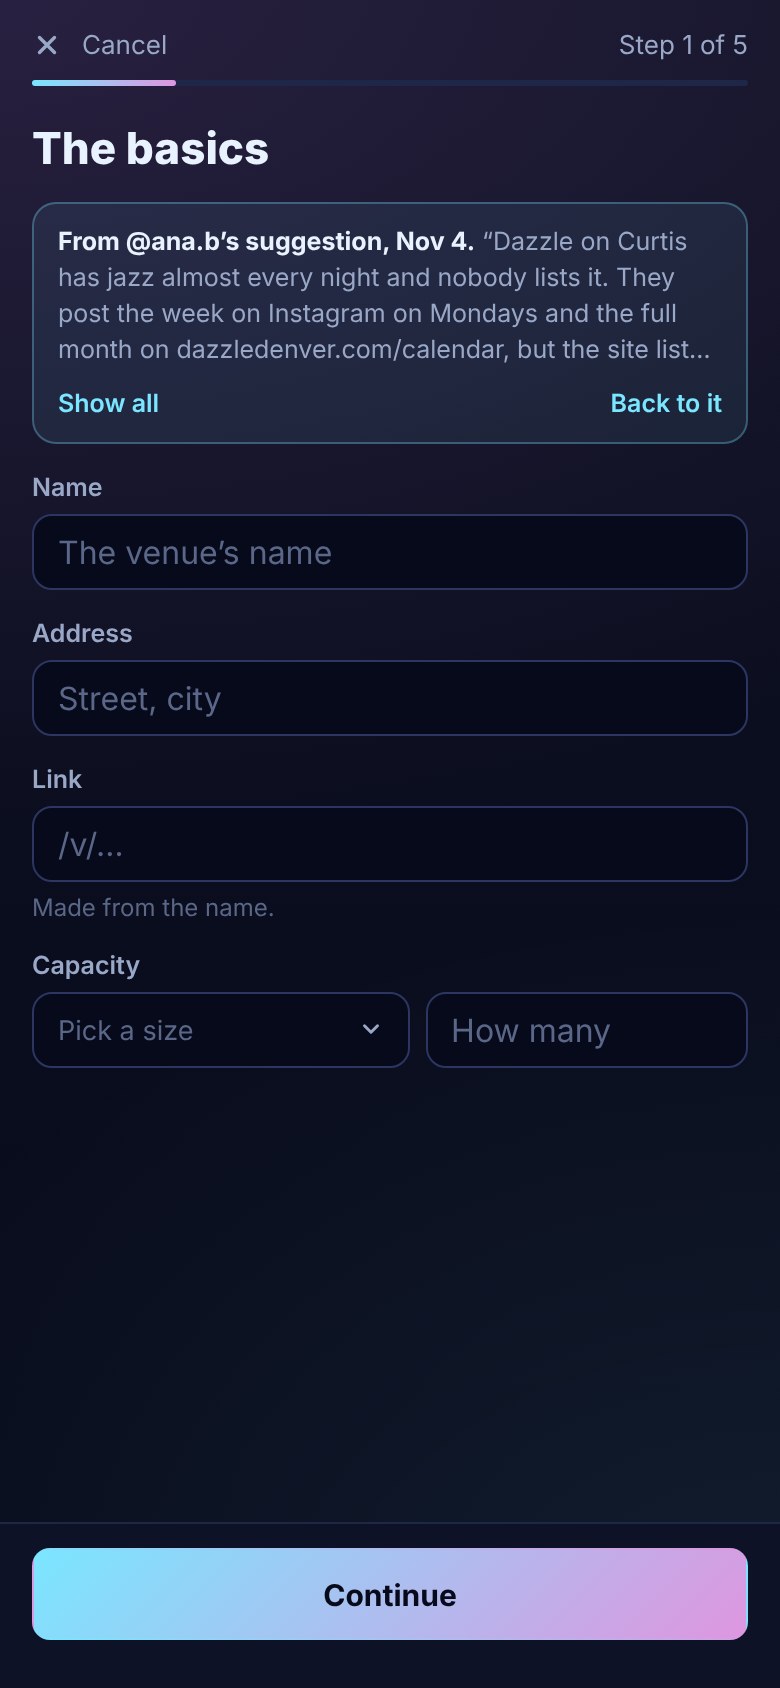 Cancel
Step 1 of 5
The basics
From @ana.b’s suggestion, Nov 4. “Dazzle on Curtis
has jazz almost every night and nobody lists it. They
post the week on Instagram on Mondays and the full
month on dazzledenver.com/calendar, but the site list…
Show all
Back to it
Name
The venue’s name
Address
Street, city
Link
/v/…
Made from the name.
Capacity
Pick a size
How many
Continue